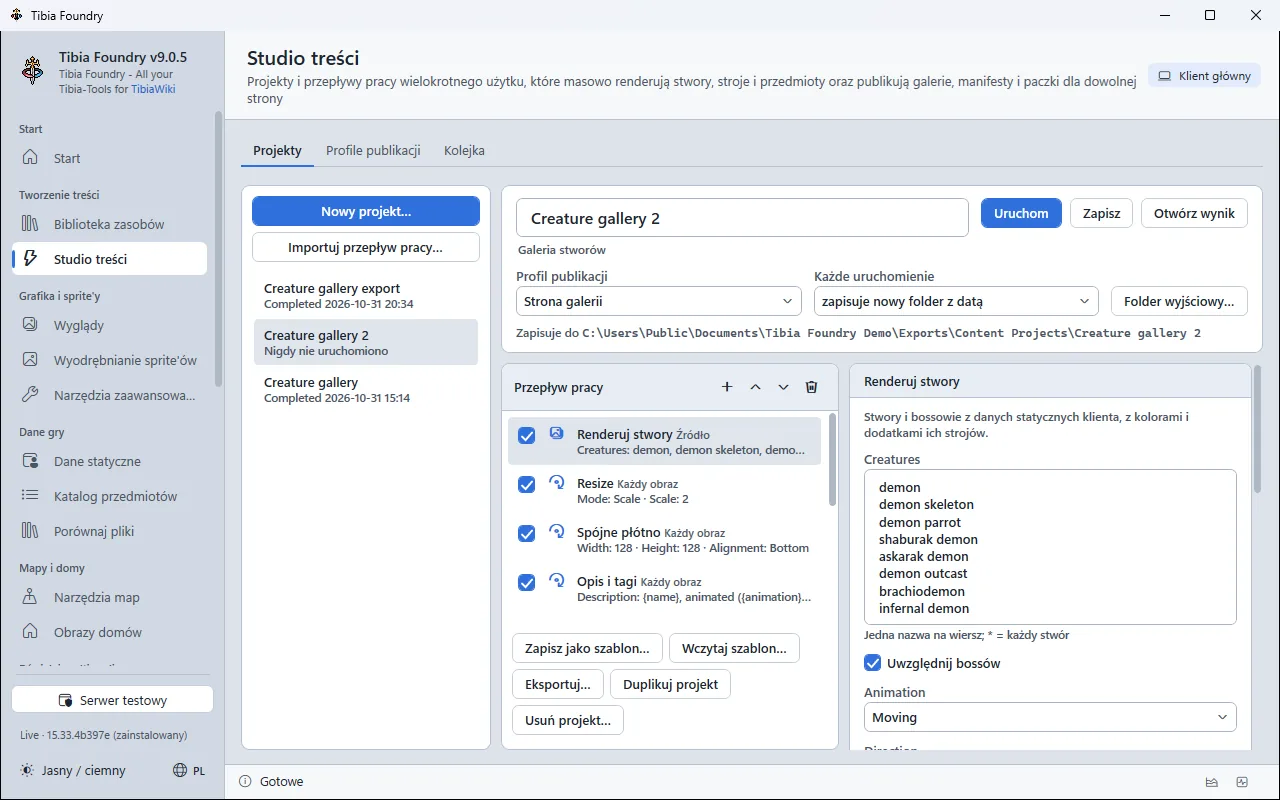 Tibia Foundry
Tibia Foundry v9.0.5
Tibia Foundry - All your
Tibia-Tools for TibiaWiki
Start
Start
Tworzenie treści
Biblioteka zasobów
Studio treści
Grafika i sprite'y
Wyglądy
Wyodrębnianie sprite'ów
Narzędzia zaawansowa...
Dane gry
Dane statyczne
Katalog przedmiotów
Porównaj pliki
Mapy i domy
Narzędzia map
Obrazy domów
Serwer testowy
Live · 15.33.4b397e (zainstalowany)
Jasny / ciemny
PL
Studio treści
Projekty i przepływy pracy wielokrotnego użytku, które masowo renderują stwory, stroje i przedmioty oraz publikują galerie, manifesty i paczki dla dowolnej
strony
Klient główny
Projekty
Profile publikacji
Kolejka
Nowy projekt...
Importuj przepływ pracy...
Creature gallery export
Completed 2026-10-31 20:34
Creature gallery 2
Nigdy nie uruchomiono
Creature gallery
Completed 2026-10-31 15:14
Creature gallery 2
Uruchom
Zapisz
Otwórz wynik
Galeria stworów
Profil publikacji
Każde uruchomienie
Strona galerii
zapisuje nowy folder z datą
Folder wyjściowy...
Zapisuje do C:\Users\Public\Documents\Tibia Foundry Demo\Exports\Content Projects\Creature gallery 2
Przepływ pracy
Renderuj stwory Źródło
Creatures: demon, demon skeleton, demo...
Resize Każdy obraz
Mode: Scale · Scale: 2
Spójne płótno Każdy obraz
Width: 128 · Height: 128 · Alignment: Bottom
Opis i tagi Każdy obraz
Description: {name}, animated ({animation}...
Zapisz jako szablon...
Wczytaj szablon...
Eksportuj...
Duplikuj projekt
Usuń projekt...
Renderuj stwory
Stwory i bossowie z danych statycznych klienta, z kolorami i
dodatkami ich strojów.
Creatures
demon
demon skeleton
demon parrot
shaburak demon
askarak demon
demon outcast
brachiodemon
infernal demon
Jedna nazwa na wiersz; * = każdy stwór
Uwzględnij bossów
Animation
Moving
Direction
Gotowe